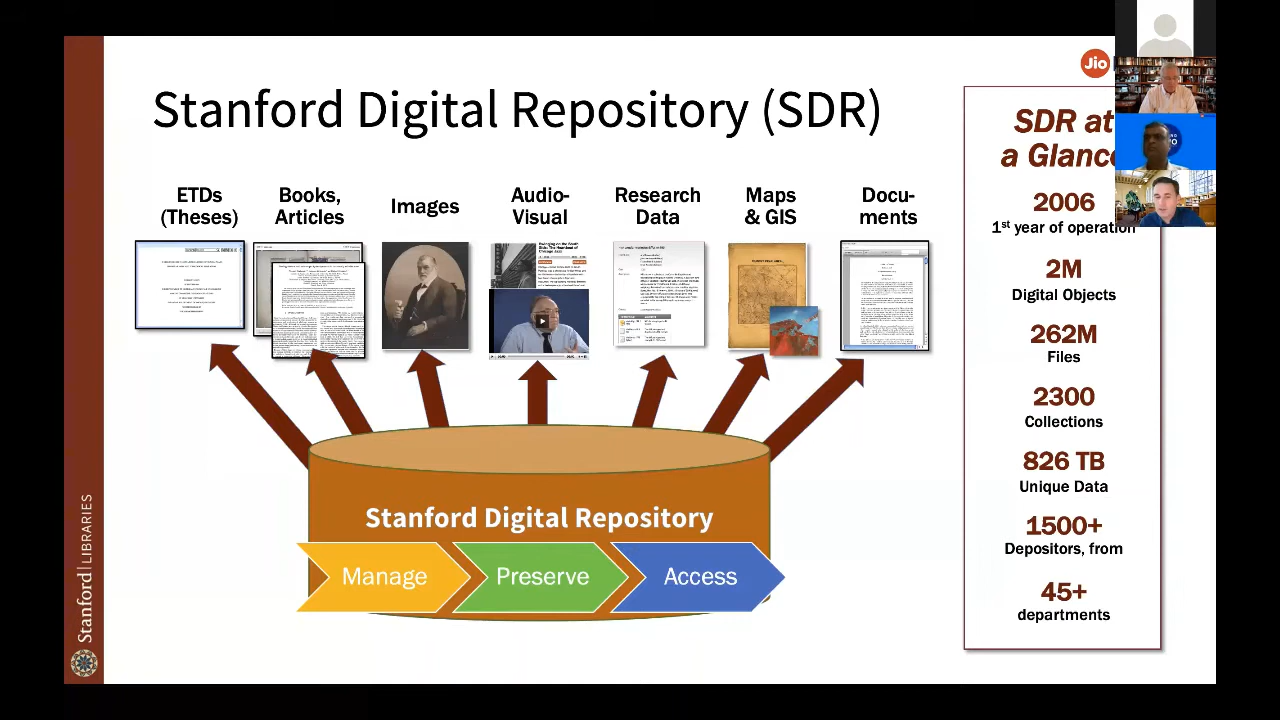 Jio
Stanford Digital Repository (SDR)
ETDs
(Theses)
Books,
Articles
Images
Audio-
Visual
Research
Data
Maps
& GIS
Docu-
ments
Stanford Digital Repository
Manage
Preserve
Access
SDR at
a Glance
2006
1st year of operation
2M
Digital Objects
262M
Files
2300
Collections
826 TB
Unique Data
1500+
Depositors, from
45+
departments
Stanford | LIBRARIES